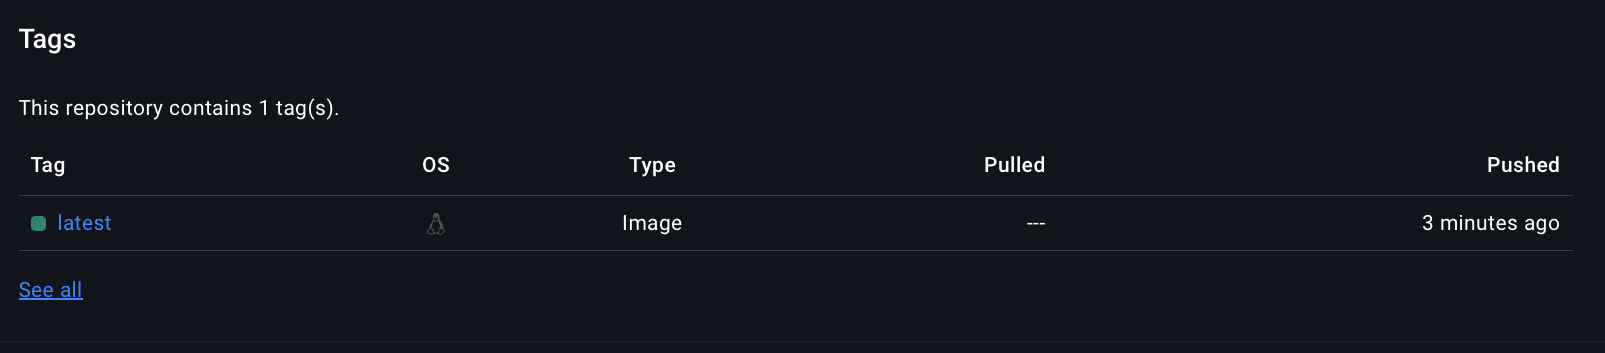 Tags
This repository contains 1 tag(s).
Tag OS Type Pulled Pushed
latest Image --- 3 minutes ago
See all